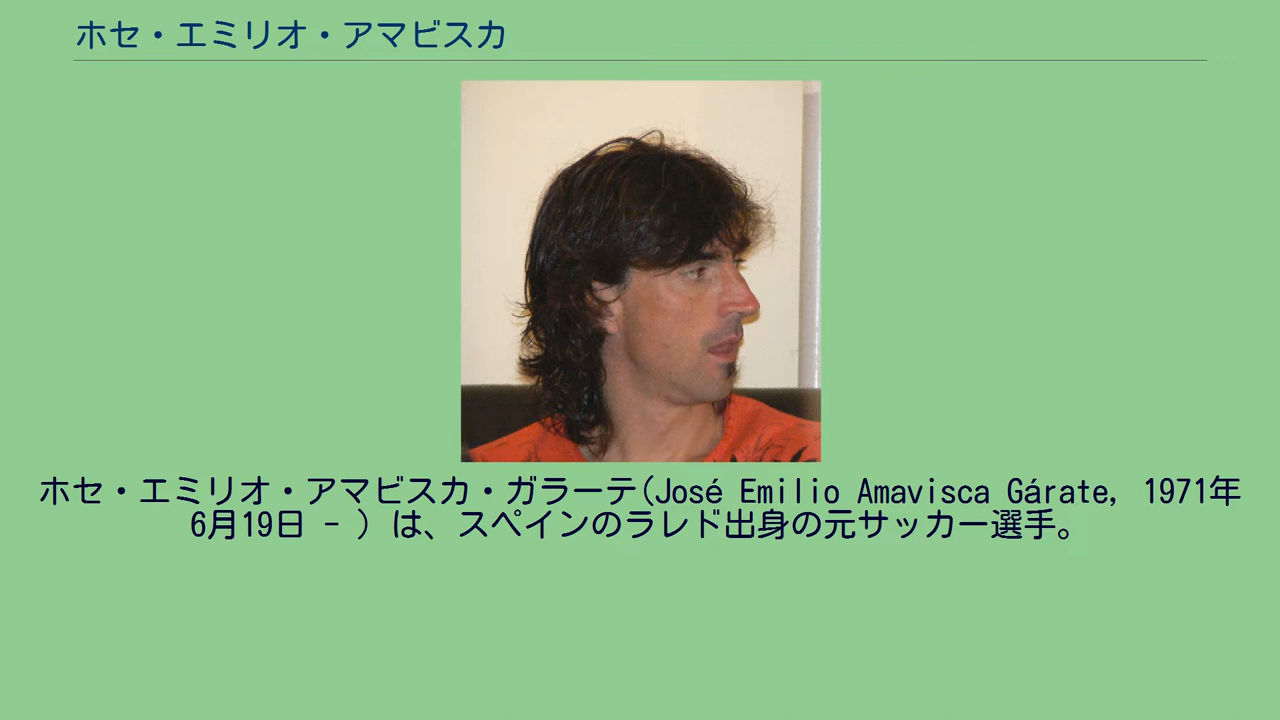 ホセ・エミリオ・アマビスカ
ホセ・エミリオ・アマビスカ・ガラーテ(José Emilio Amavisca Gárate, 1971年
6月19日 - ）は、スペインのラレド出身の元サッカー選手。